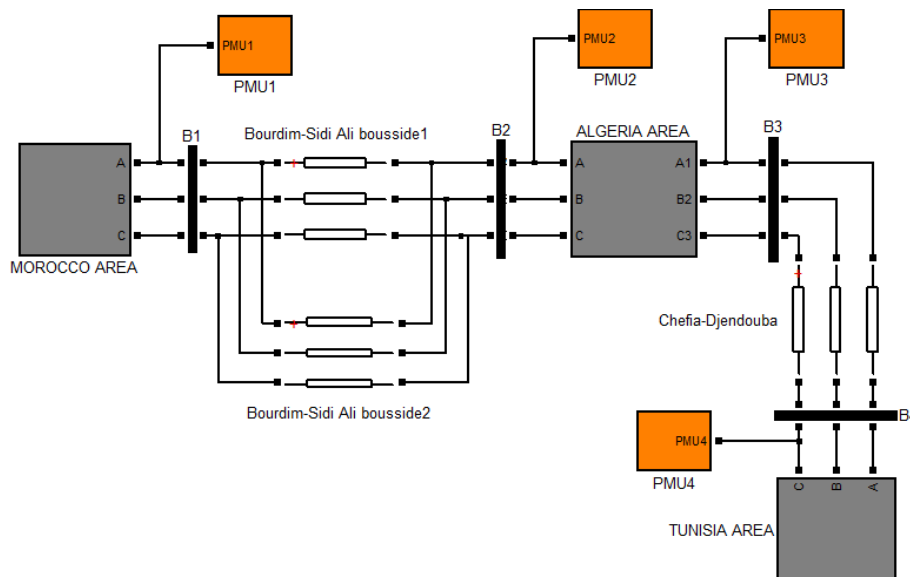 PMU1
PMU1
PMU2
PMU2
PMU3
PMU3
B1
Bourdim-Sidi Ali bousside1
B2
ALGERIA AREA
B3
A
B
C
MOROCCO AREA
A
B
C
A1
B2
C3
Chefia-Djendouba
Bourdim-Sidi Ali bousside2
B
PMU4
PMU4
C
B
A
TUNISIA AREA